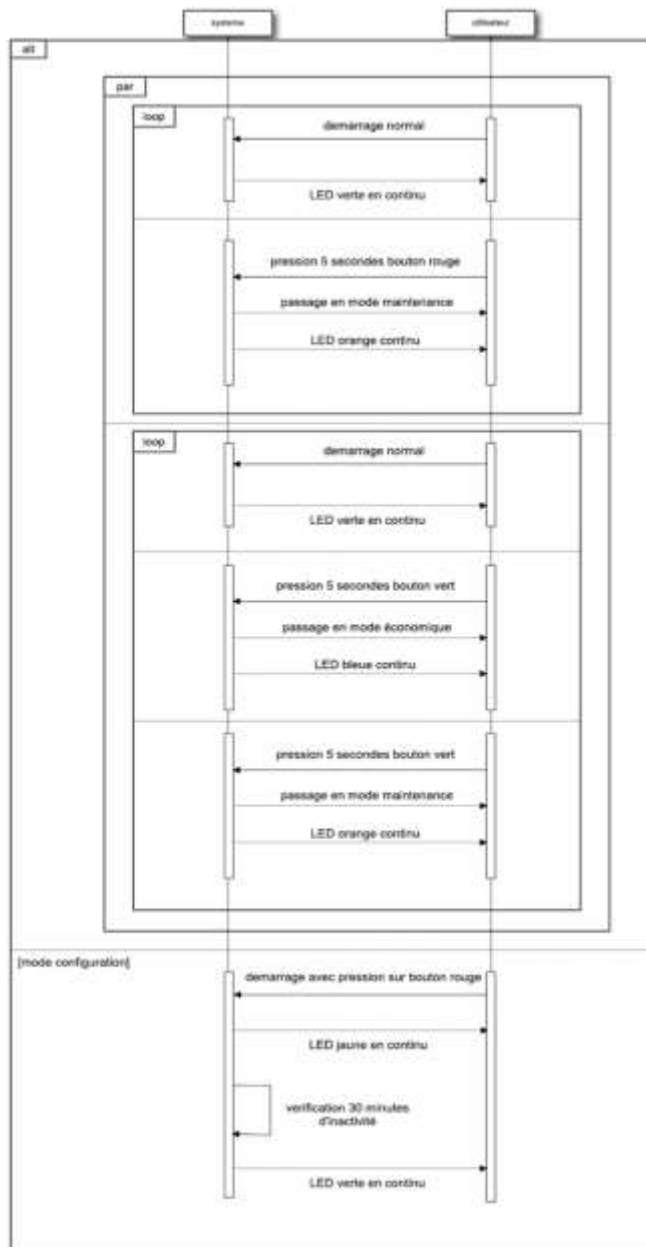 systeme
utilisateur
alt
par
loop
demarrage normal
LED verte en continu
pression 5 secondes bouton rouge
passage en mode maintenance
LED orange continu
loop
demarrage normal
LED verte en continu
pression 5 secondes bouton vert
passage en mode économique
LED bleue continu
pression 5 secondes bouton vert
passage en mode maintenance
LED orange continu
[mode configuration]
demarrage avec pression sur bouton rouge
LED jaune en continu
verification 30 minutes
d'inactivité
LED verte en continu